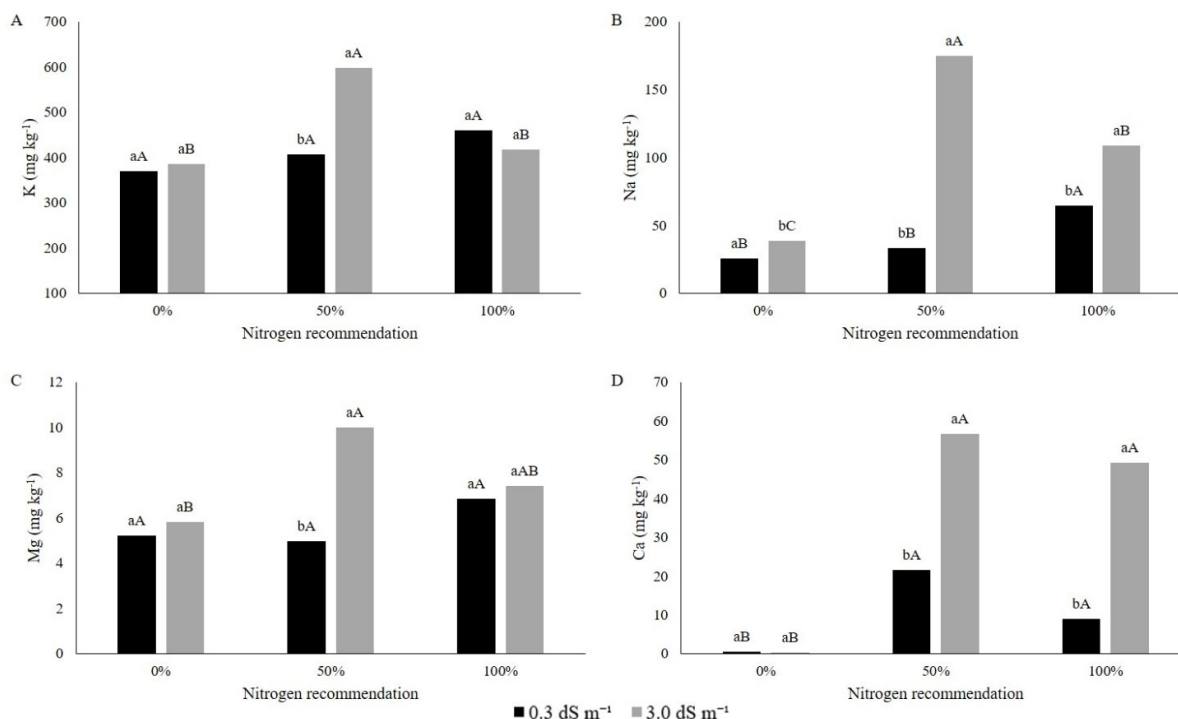 A
K (mg kg⁻¹)
700
600
500
400
300
200
100
aA
aB
bA
aA
aA
aB
0%
50%
100%
Nitrogen recommendation
B
Na (mg kg⁻¹)
200
150
100
50
0
aB
bC
bB
aA
bA
aB
0%
50%
100%
Nitrogen recommendation
C
Mg (mg kg⁻¹)
12
10
8
6
4
2
0
aA
aB
bA
aA
aA
aAB
0%
50%
100%
Nitrogen recommendation
D
Ca (mg kg⁻¹)
70
60
50
40
30
20
10
0
aB
aB
bA
aA
bA
aA
0%
50%
100%
Nitrogen recommendation
0.3 dS m⁻¹
3.0 dS m⁻¹